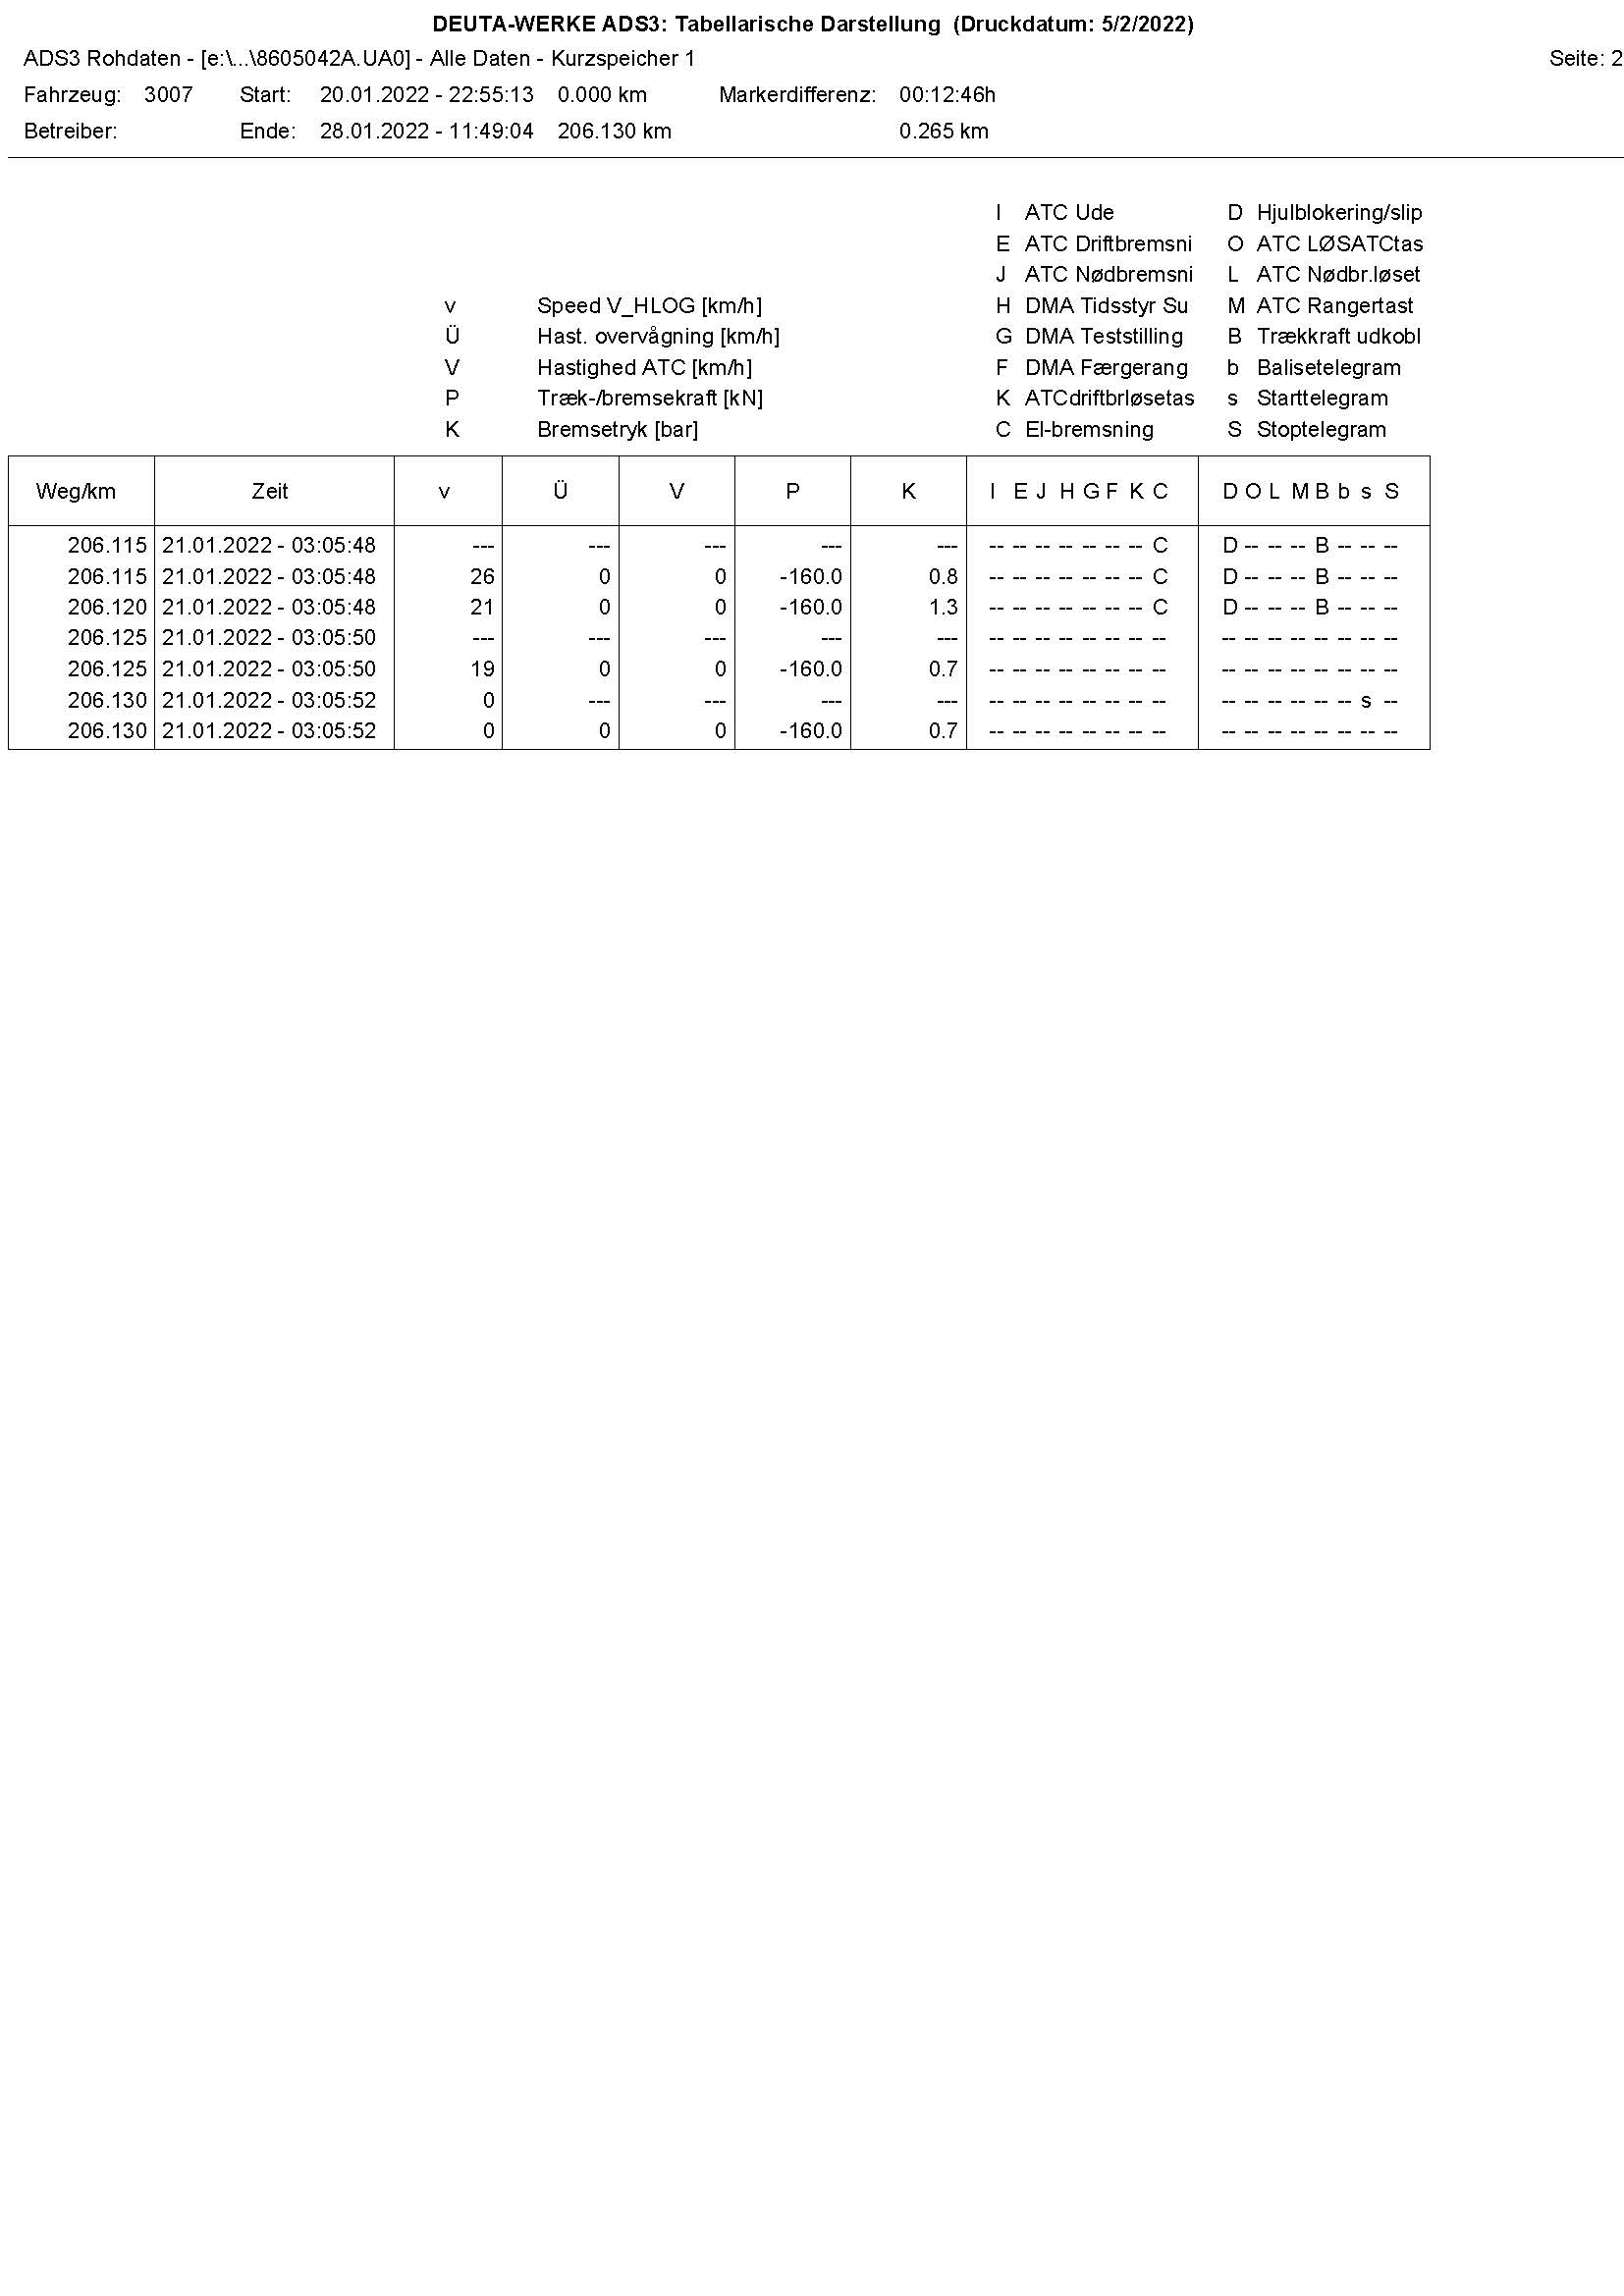 DEUTA-WERKE ADS3: Tabellarische Darstellung (Druckdatum: 5/2/2022)
ADS3 Rohdaten - [e:\...\8605042A.UA0] - Alle Daten - Kurzspeicher 1 Seite: 2
Fahrzeug: 3007 Start: 20.01.2022 - 22:55:13 0.000 km Markerdifferenz: 00:12:46h
Betreiber: Ende: 28.01.2022 - 11:49:04 206.130 km 0.265 km
I ATC Ude D Hjulblokering/slip
E ATC Driftbremsni O ATC LØSATCtas
J ATC Nødbremsni L ATC Nødbr.løset
v Speed V_HLOG [km/h] H DMA Tidsstyr Su M ATC Rangertast
Ü Hast. overvågning [km/h] G DMA Teststilling B Trækkraft udkobl
V Hastighed ATC [km/h] F DMA Færgerang b Balisetelegram
P Træk-/bremsekraft [kN] K ATCdriftbrløsetas s Starttelegram
K Bremsetryk [bar] C El-bremsning S Stoptelegram
Weg/km Zeit v Ü V P K I E J H G F K C D O L M B b s S
206.115 21.01.2022 - 03:05:48 --- --- --- --- --- -- -- -- -- -- -- -- C D -- -- -- B -- -- --
206.115 21.01.2022 - 03:05:48 26 0 0 -160.0 0.8 -- -- -- -- -- -- -- C D -- -- -- B -- -- --
206.120 21.01.2022 - 03:05:48 21 0 0 -160.0 1.3 -- -- -- -- -- -- -- C D -- -- -- B -- -- --
206.125 21.01.2022 - 03:05:50 --- --- --- --- --- -- -- -- -- -- -- -- -- -- -- -- -- -- -- -- --
206.125 21.01.2022 - 03:05:50 19 0 0 -160.0 0.7 -- -- -- -- -- -- -- -- -- -- -- -- -- -- -- --
206.130 21.01.2022 - 03:05:52 0 --- --- --- --- -- -- -- -- -- -- -- -- -- -- -- -- -- -- s --
206.130 21.01.2022 - 03:05:52 0 0 0 -160.0 0.7 -- -- -- -- -- -- -- -- -- -- -- -- -- -- -- --